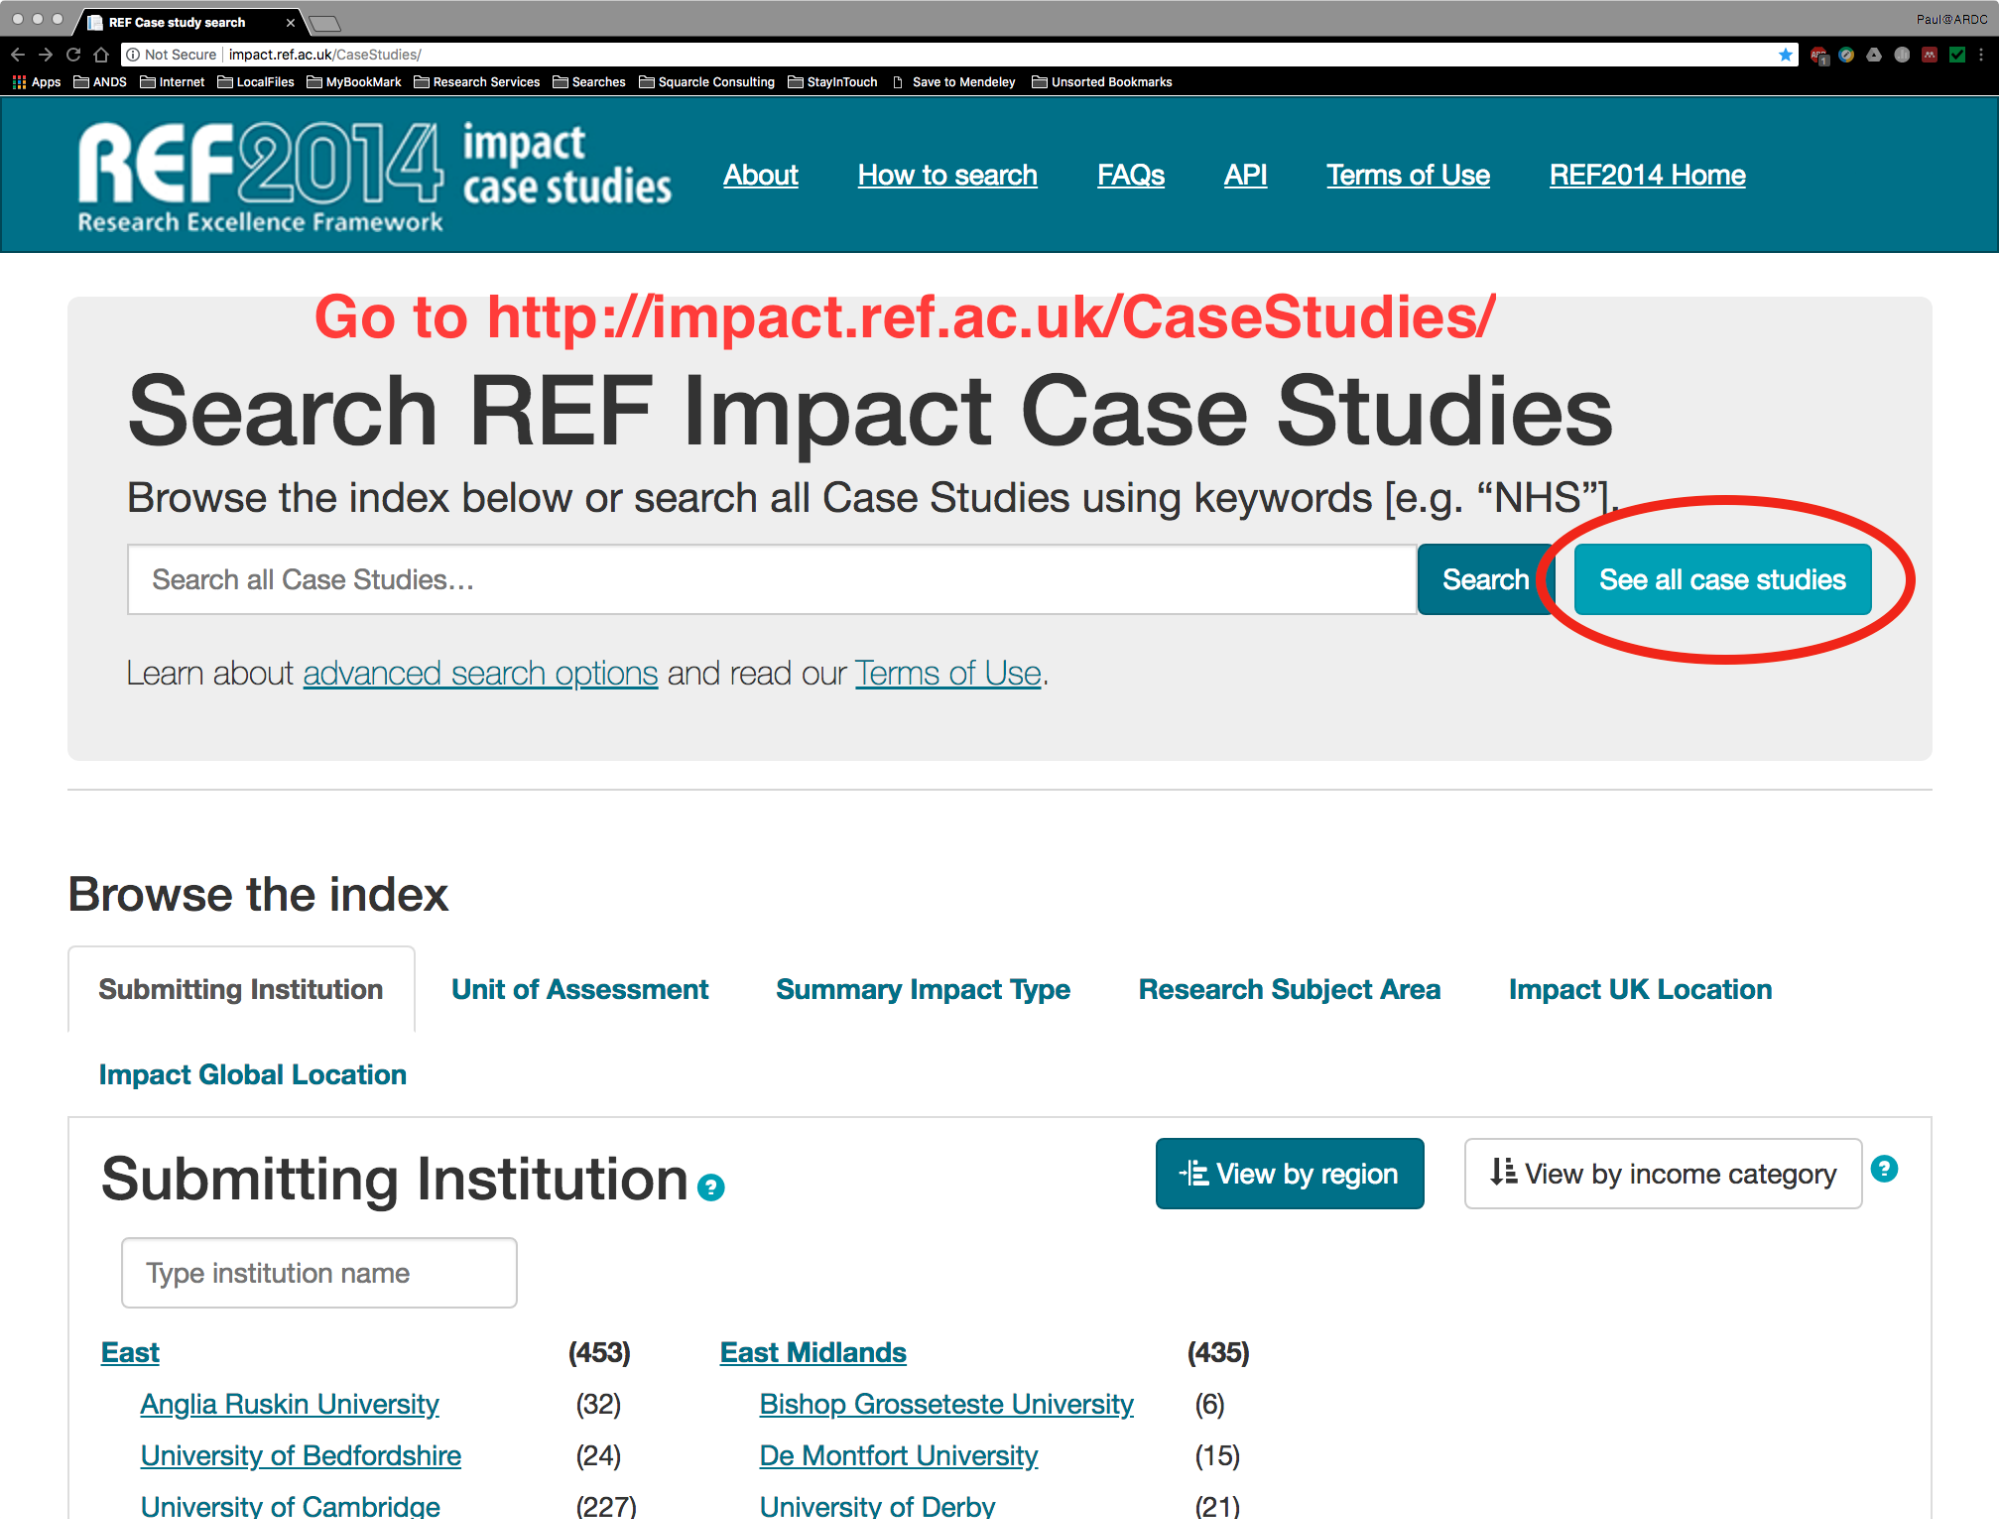 REF Case study search
Paul@ARDC
Not Secure | impact.ref.ac.uk/CaseStudies/
Apps ANDS Internet LocalFiles MyBookMark Research Services Searches Squarcle Consulting StayInTouch Save to Mendeley Unsorted Bookmarks
REF2014 impact case studies
Research Excellence Framework
About How to search FAQs API Terms of Use REF2014 Home
Go to http://impact.ref.ac.uk/CaseStudies/
Search REF Impact Case Studies
Browse the index below or search all Case Studies using keywords [e.g. “NHS”].
Search all Case Studies... Search See all case studies
Learn about advanced search options and read our Terms of Use.
Browse the index
Submitting Institution Unit of Assessment Summary Impact Type Research Subject Area Impact UK Location
Impact Global Location
Submitting Institution ? View by region View by income category ?
Type institution name
East (453) East Midlands (435)
Anglia Ruskin University (32) Bishop Grosseteste University (6)
University of Bedfordshire (24) De Montfort University (15)
University of Cambridge (227) University of Derby (21)